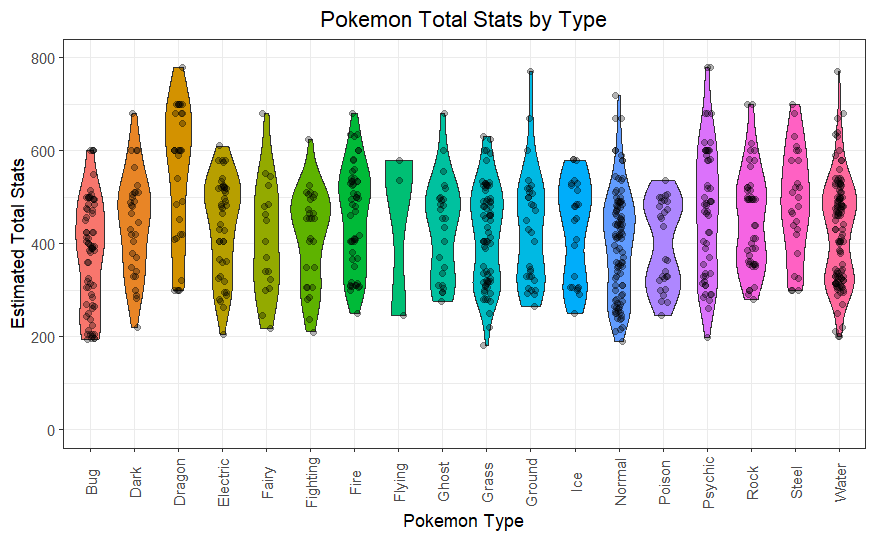 Pokemon Total Stats by Type
Estimated Total Stats
800
600
400
200
0
Bug
Dark
Dragon
Electric
Fairy
Fighting
Fire
Flying
Ghost
Grass
Ground
Ice
Normal
Poison
Psychic
Rock
Steel
Water
Pokemon Type